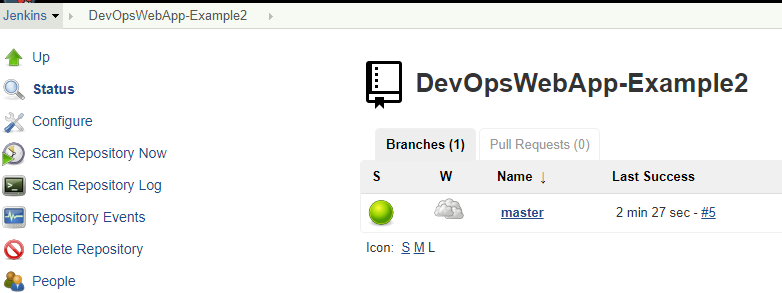 Jenkins DevOpsWebApp-Example2
Up
Status
Configure
Scan Repository Now
Scan Repository Log
Repository Events
Delete Repository
People
DevOpsWebApp-Example2
Branches (1) Pull Requests (0)
S W Name ↓ Last Success
master 2 min 27 sec - #5
Icon: S M L